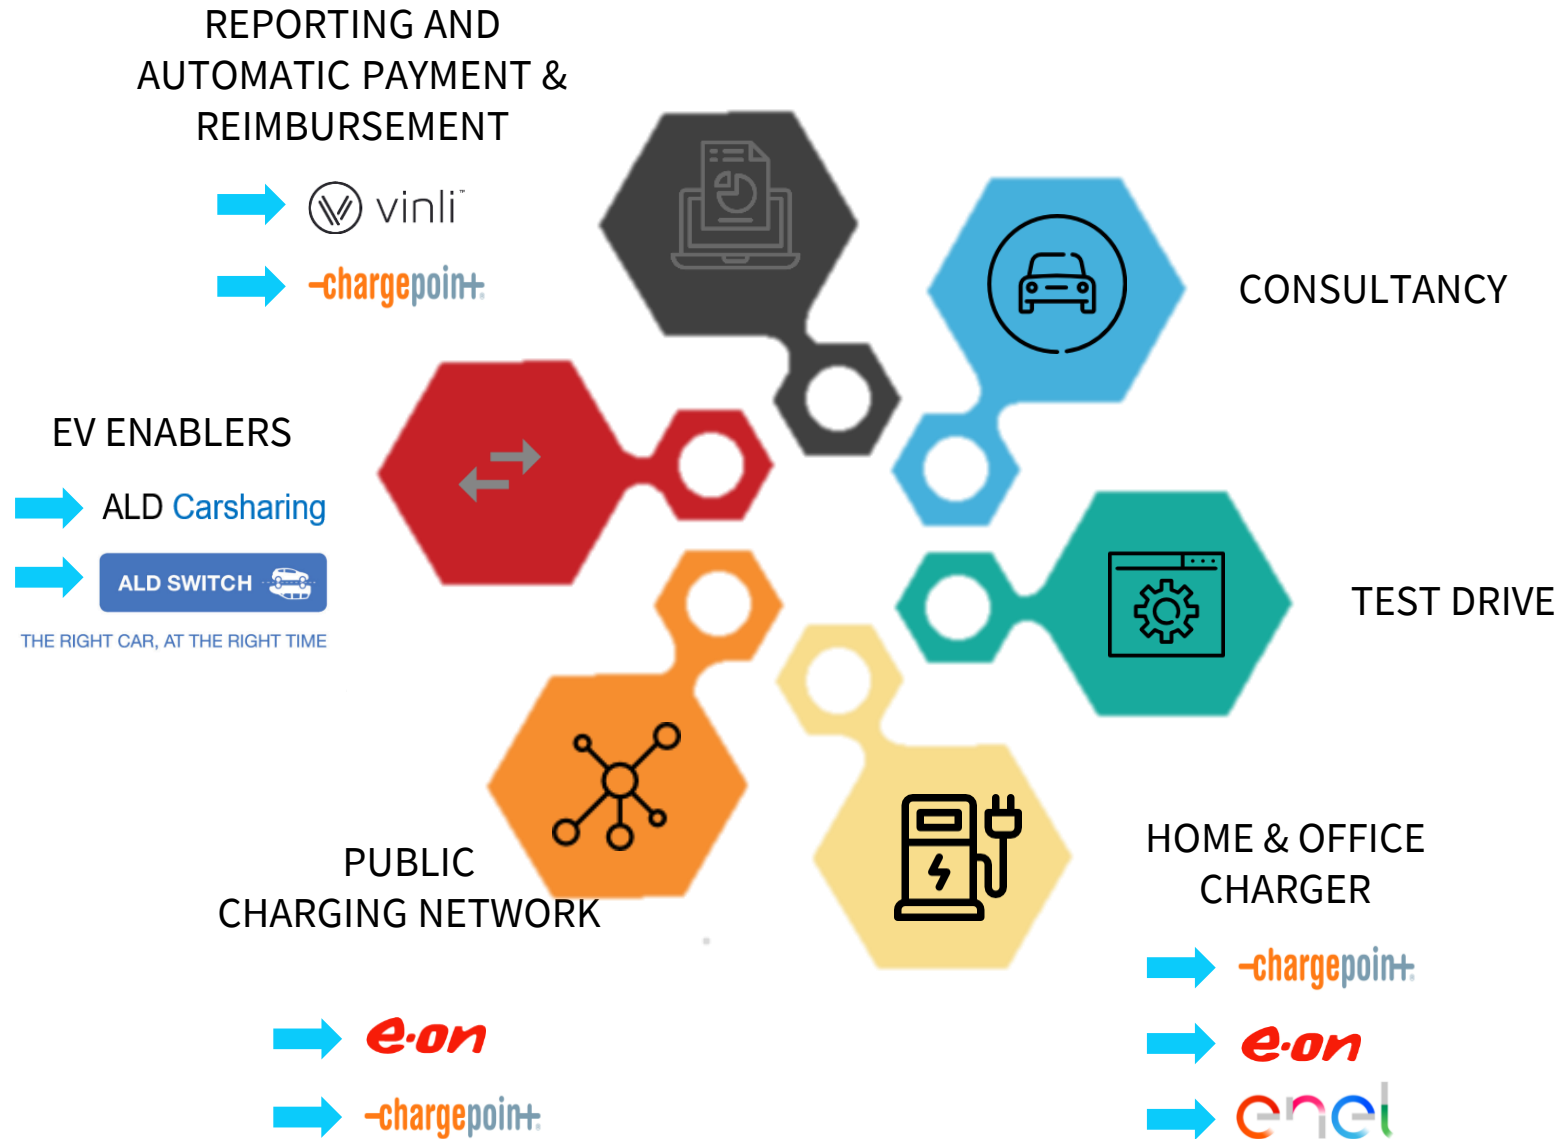 REPORTING AND
AUTOMATIC PAYMENT &
REIMBURSEMENT
vinli™
chargepoint
CONSULTANCY
EV ENABLERS
ALD Carsharing
ALD SWITCH
THE RIGHT CAR, AT THE RIGHT TIME
TEST DRIVE
PUBLIC
CHARGING NETWORK
e·on
chargepoint
HOME & OFFICE
CHARGER
chargepoint
e·on
enel